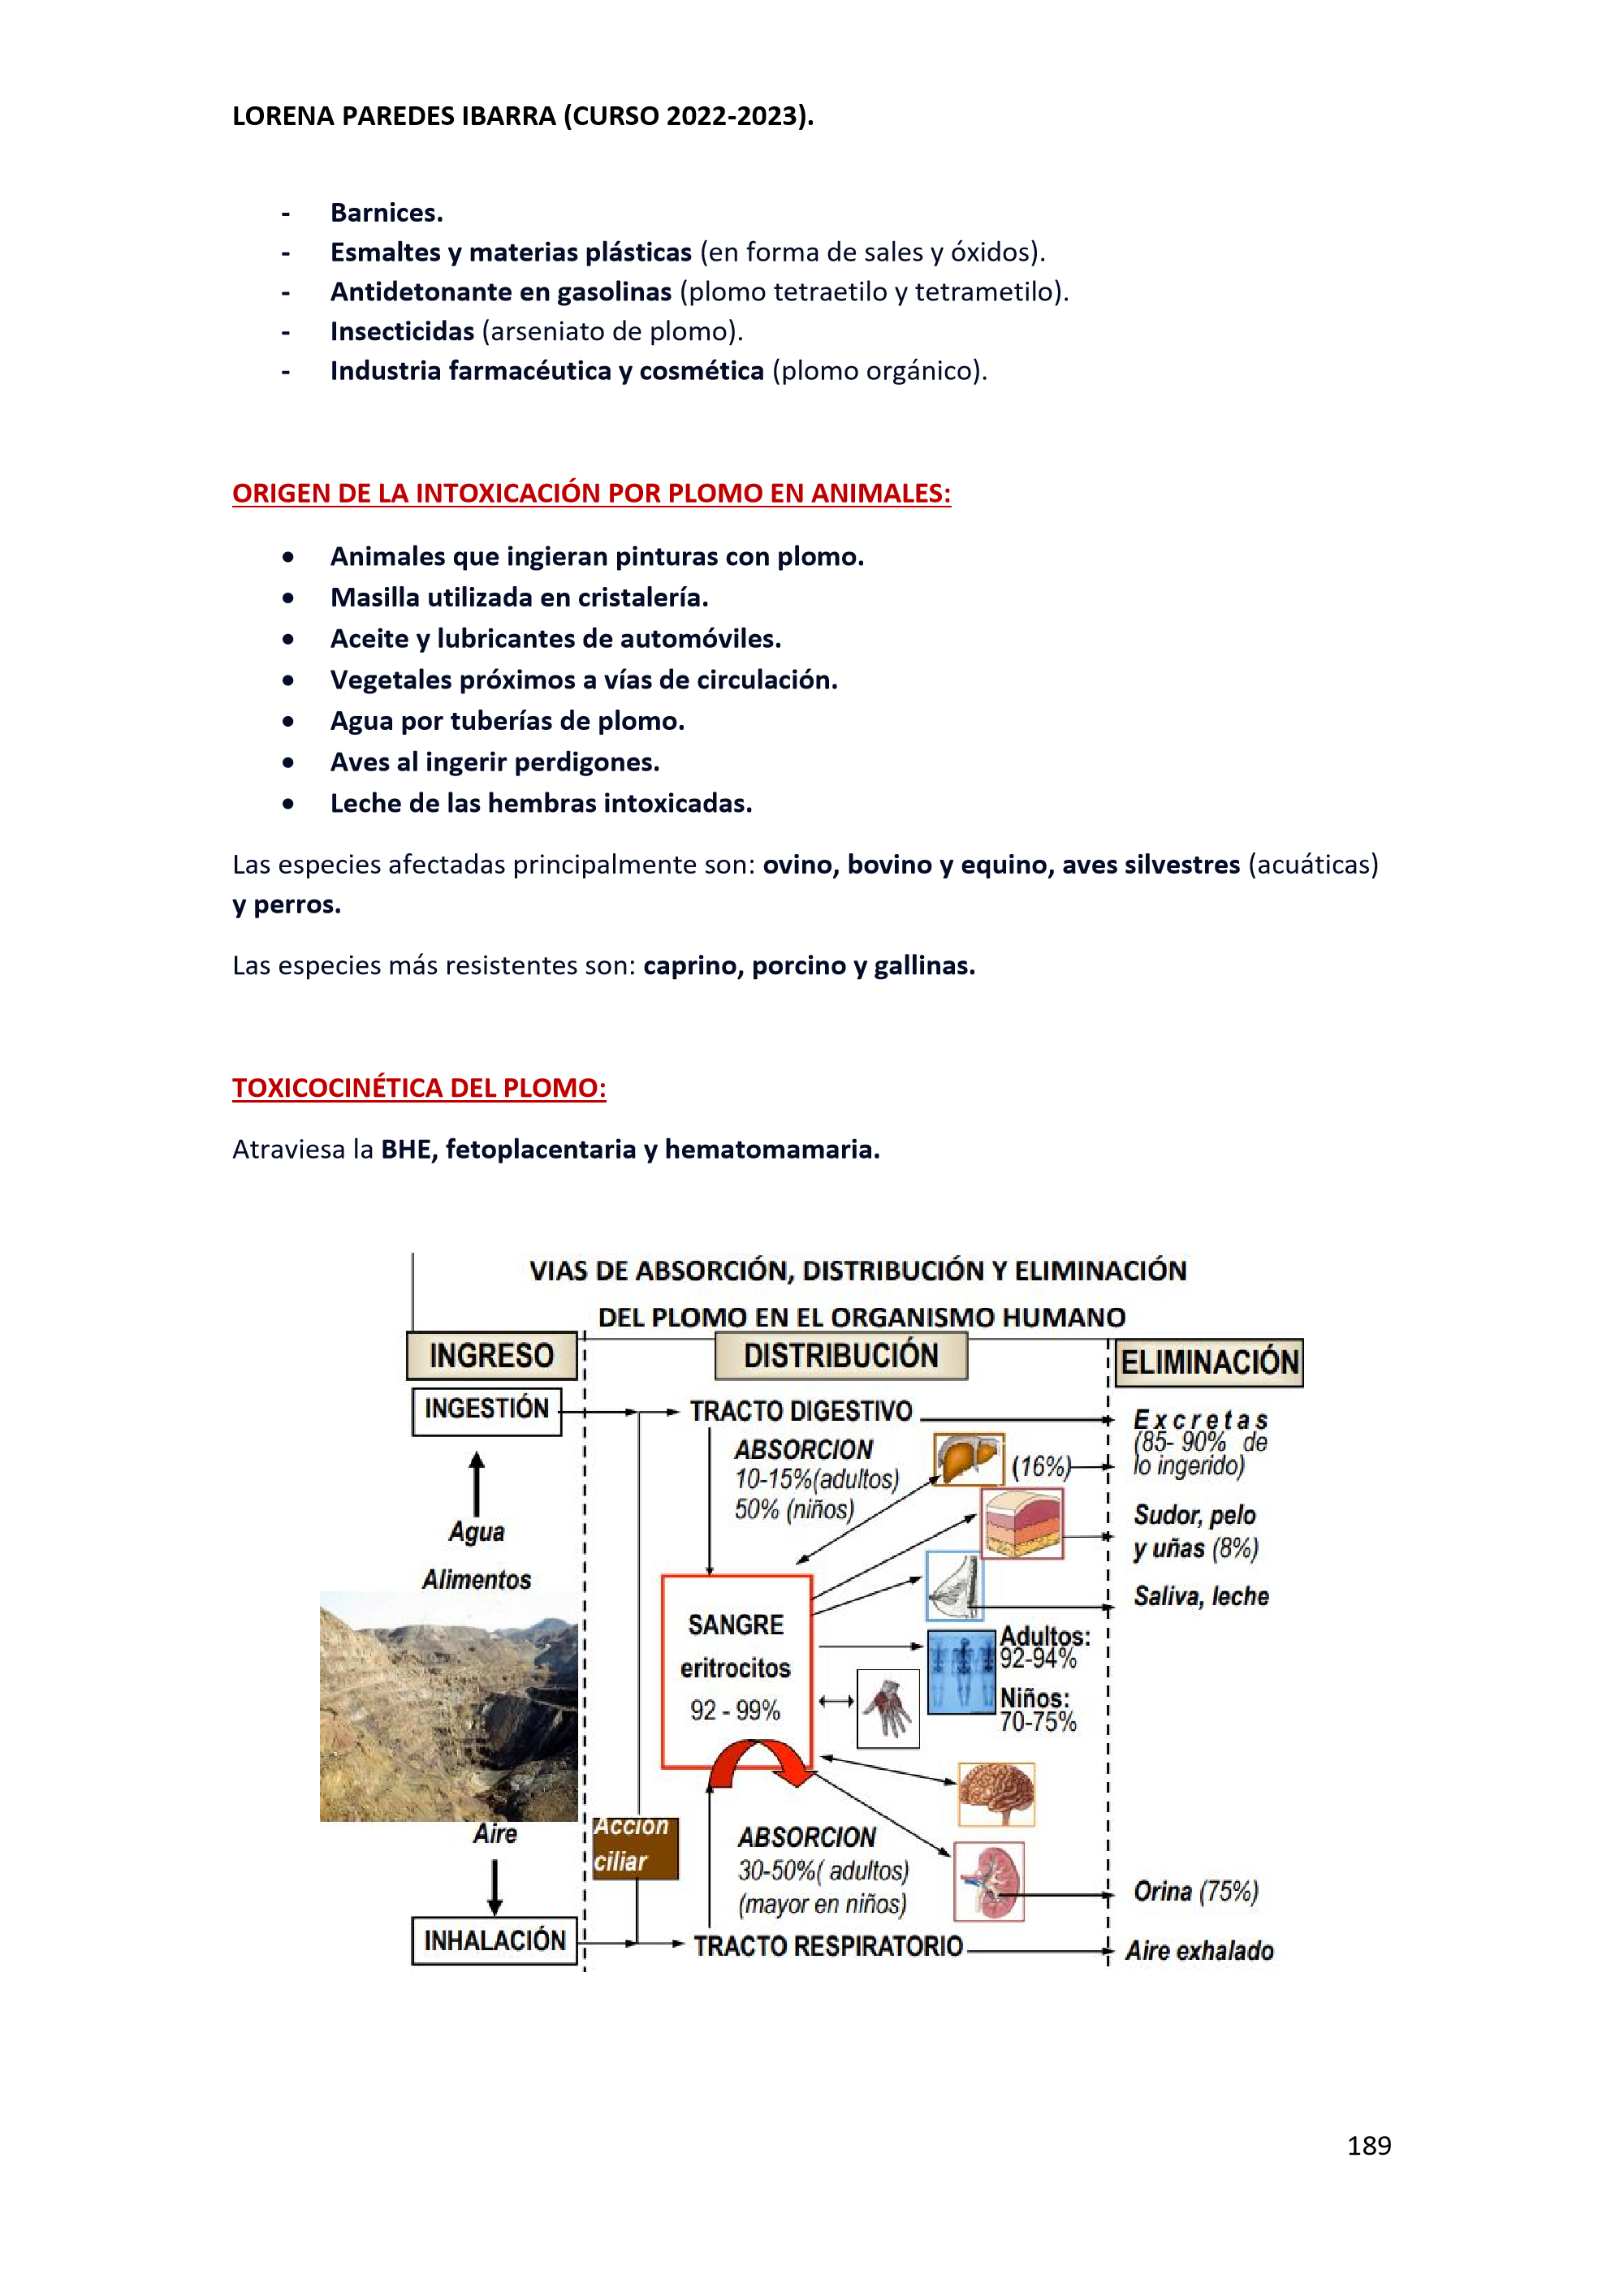 LORENA PAREDES IBARRA (CURSO 2022-2023).
- Barnices.
- Esmaltes y materias plásticas (en forma de sales y óxidos).
- Antidetonante en gasolinas (plomo tetraetilo y tetrametilo).
- Insecticidas (arseniato de plomo).
- Industria farmacéutica y cosmética (plomo orgánico).
ORIGEN DE LA INTOXICACIÓN POR PLOMO EN ANIMALES:
• Animales que ingieran pinturas con plomo.
• Masilla utilizada en cristalería.
• Aceite y lubricantes de automóviles.
• Vegetales próximos a vías de circulación.
• Agua por tuberías de plomo.
• Aves al ingerir perdigones.
• Leche de las hembras intoxicadas.
Las especies afectadas principalmente son: ovino, bovino y equino, aves silvestres (acuáticas)
y perros.
Las especies más resistentes son: caprino, porcino y gallinas.
TOXICOCINÉTICA DEL PLOMO:
Atraviesa la BHE, fetoplacentaria y hematomamaria.
VIAS DE ABSORCIÓN, DISTRIBUCIÓN Y ELIMINACIÓN
DEL PLOMO EN EL ORGANISMO HUMANO
INGRESO
DISTRIBUCIÓN
ELIMINACIÓN
INGESTIÓN
TRACTO DIGESTIVO
Excretas
(85- 90% de
lo ingerido)
ABSORCION
10-15%(adultos)
50% (niños)
(16%)
Agua
Alimentos
Sudor, pelo
y uñas (8%)
Saliva, leche
SANGRE
eritrocitos
92 - 99%
Adultos:
92-94%
Niños:
70-75%
Aire
Acción
ciliar
ABSORCION
30-50%( adultos)
(mayor en niños)
Orina (75%)
INHALACIÓN
TRACTO RESPIRATORIO
Aire exhalado
189